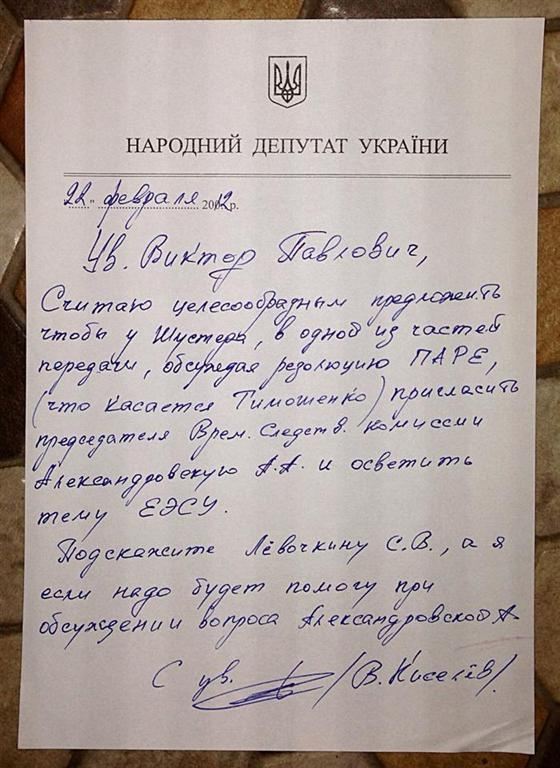 НАРОДНИЙ ДЕПУТАТ УКРАЇНИ
22 " февраля 2012 р.
Ув. Виктор Павлович,
Считаю целесообразным предложить
чтобы у Шустера, в одной из частей
передачи, обсуждая резолюцию ПАРЕ,
(что касается Тимошенко) пригласить
председателя Врем. Следств. комиссии
Александровскую А.А. и осветить
тему ЕЭСУ.
Подскажите Лёвочкину С.В., а я
если надо будет помогу при
обсуждении вопроса Александровской А.
С ув. /В. Киселёв/